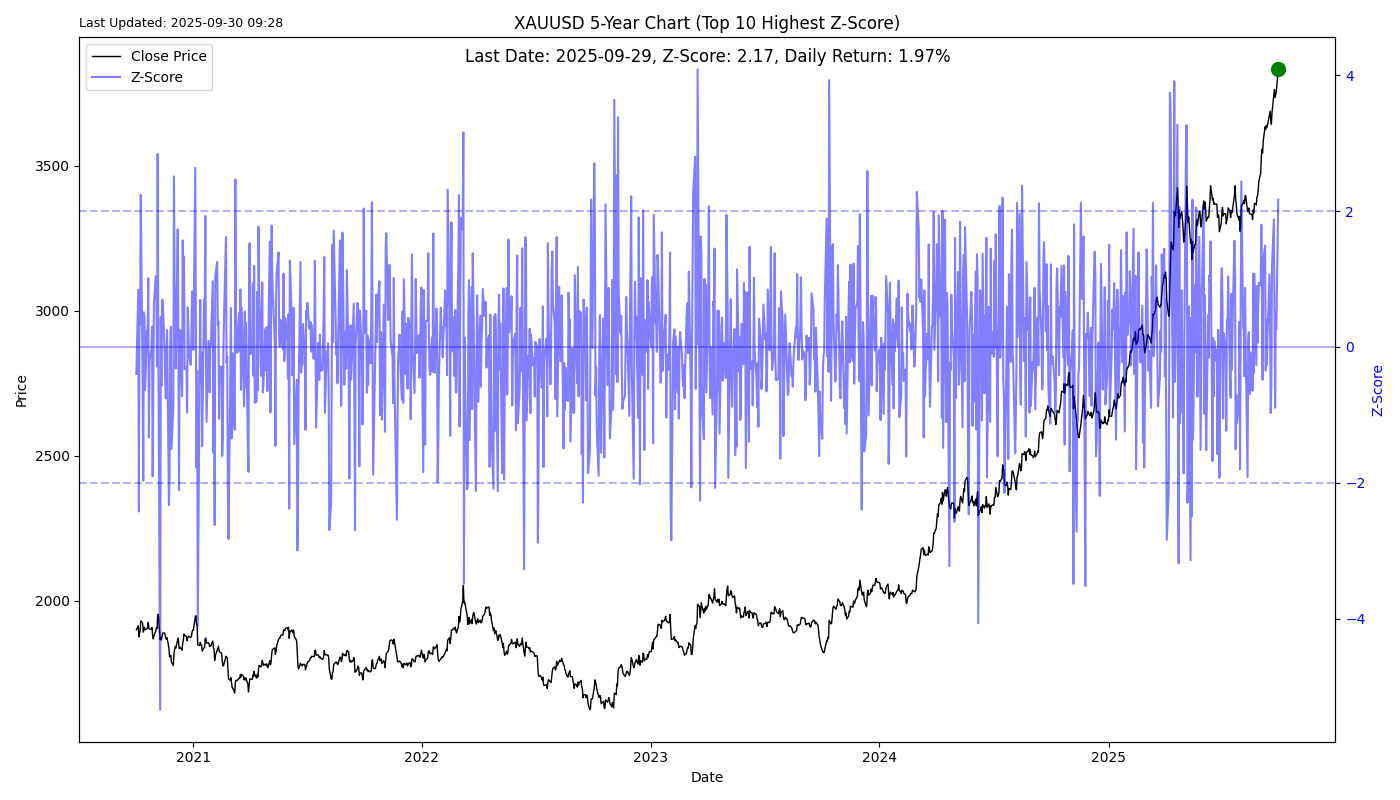 Last Updated: 2025-09-30 09:28
XAUUSD 5-Year Chart (Top 10 Highest Z-Score)
Last Date: 2025-09-29, Z-Score: 2.17, Daily Return: 1.97%
Close Price
Z-Score
3500
3000
2500
2000
Price
4
2
0
−2
−4
Z-Score
2021
2022
2023
2024
2025
Date